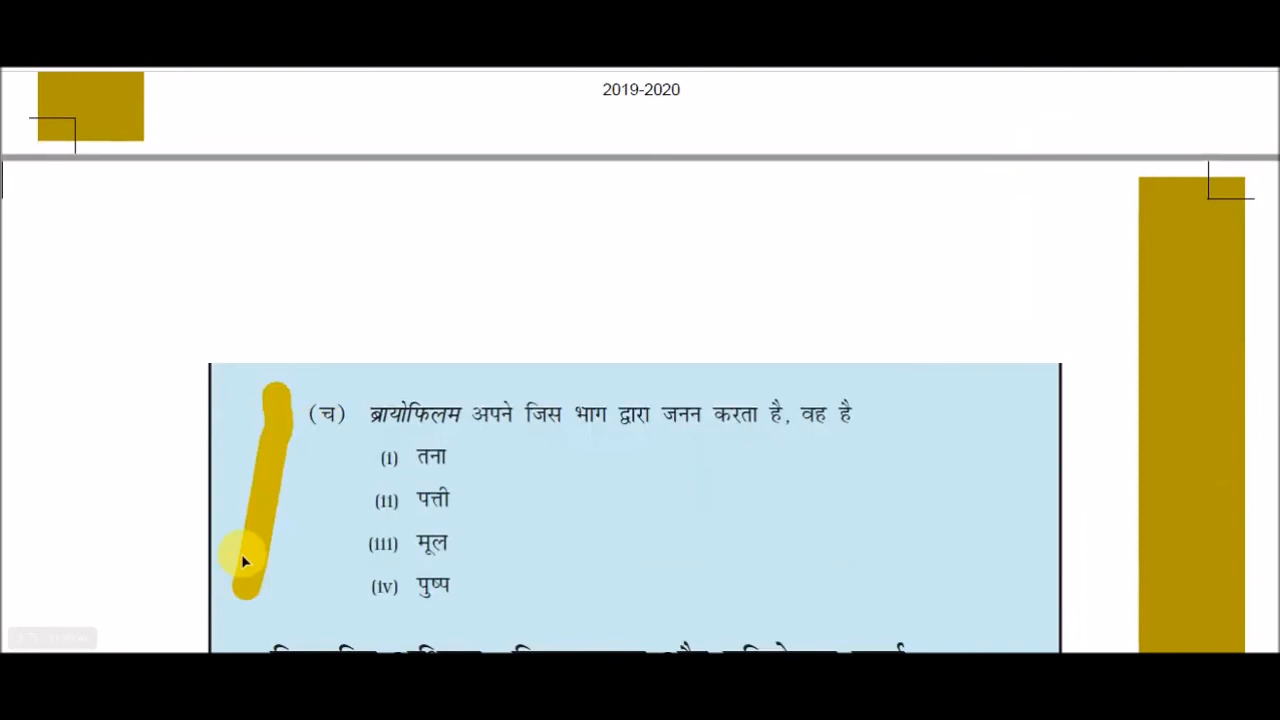 2019-2020
(च) ब्रायोफिलम अपने जिस भाग द्वारा जनन करता है, वह है
(i) तना
(ii) पत्ती
(iii) मूल
(iv) पुष्प